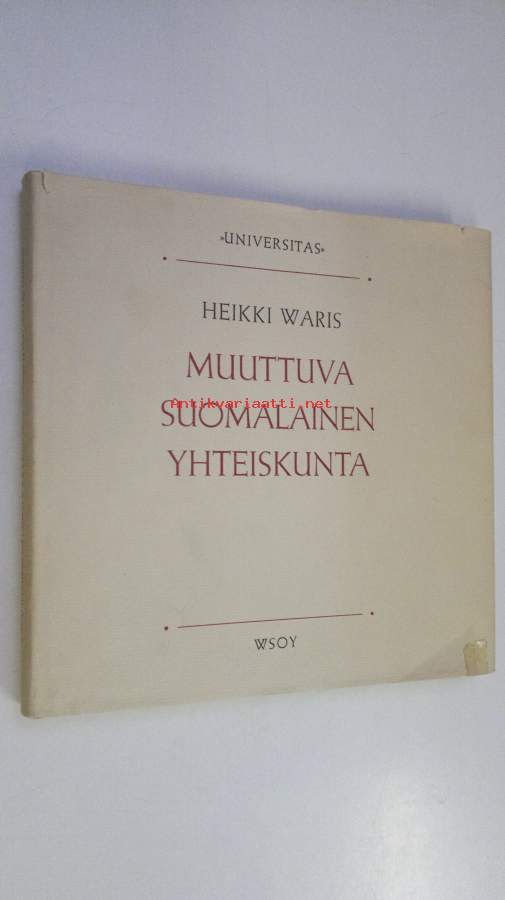 »UNIVERSITAS»
HEIKKI WARIS
MUUTTUVA
Antikvariaatti.net
SUOMALAINEN
YHTEISKUNTA
WSOY